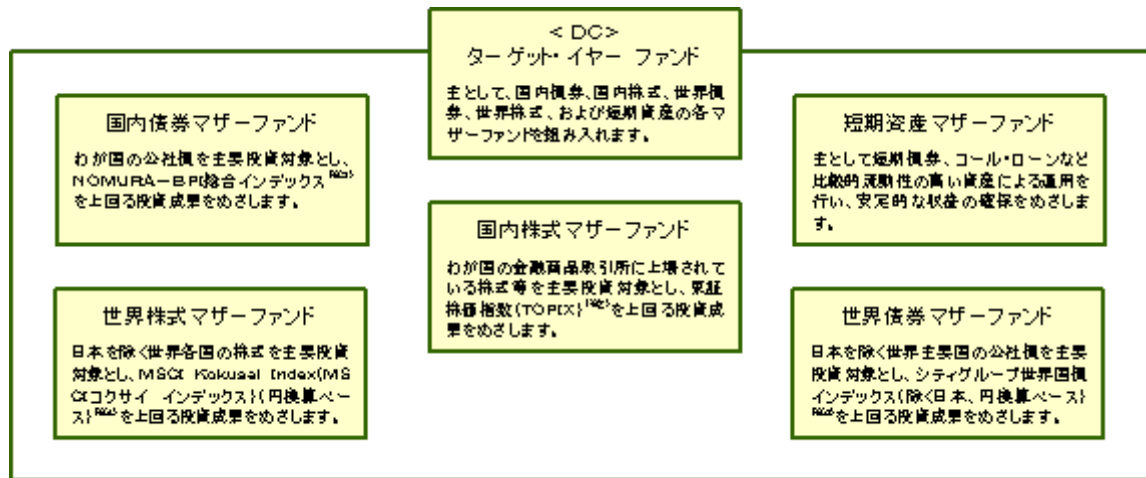 < DC>
ターゲット・イヤー ファンド
主として、国内債券、国内株式、世界債
券、世界株式、および短期資産の各マ
ザーファンドを組み入れます。
国内債券マザーファンド
わが国の公社債を主要投資対象とし、
NOMURA-BPI総合インデックス
を上回る投資成果をめざします。
短期資産マザーファンド
主として短期債券、コール・ローンなど
比較的流動性の高い資産による運用を
行い、安定的な収益の確保をめざしま
す。
国内株式マザーファンド
わが国の金融商品取引所に上場されて
いる株式等を主要投資対象とし、東証
株価指数(TOPIX)を上回る投資成
果をめざします。
世界株式マザーファンド
日本を除く世界各国の株式を主要投資
対象とし、MSCI Kokusai Index(MS
CIコクサイ インデックス)(円換算ベー
ス)を上回る投資成果をめざします。
世界債券マザーファンド
日本を除く世界主要国の公社債を主要
投資対象とし、シティグループ世界国債
インデックス(除く日本、円換算ベース)
を上回る投資成果をめざします。